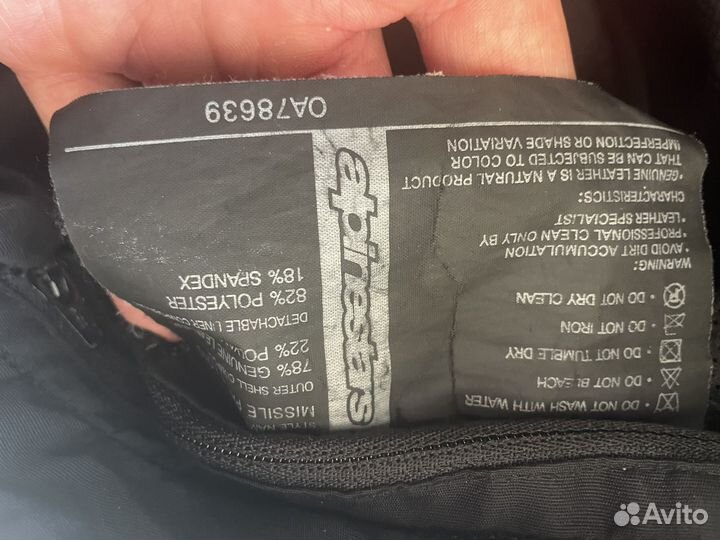 • DO NOT WASH WITH WATER
• DO NOT BLEACH
• DO NOT TUMBLE DRY
• DO NOT IRON
• DO NOT DRY CLEAN
WARNING:
•AVOID DIRT ACCUMULATION
•PROFESSIONAL CLEAN ONLY BY
•LEATHER SPECIALIST
CHARACTERISTICS:
•GENUINE LEATHER IS A NATURAL PRODUCT
THAT CAN BE SUBJECTED TO COLOR
IMPERFECTION OR SHADE VARIATION
alpinestars
STYLE
MISSILE
OUTER SHELL
78% GENUINE
22%
DETACHABLE LINER
82% POLYESTER
18% SPANDEX
OA78639
Avito